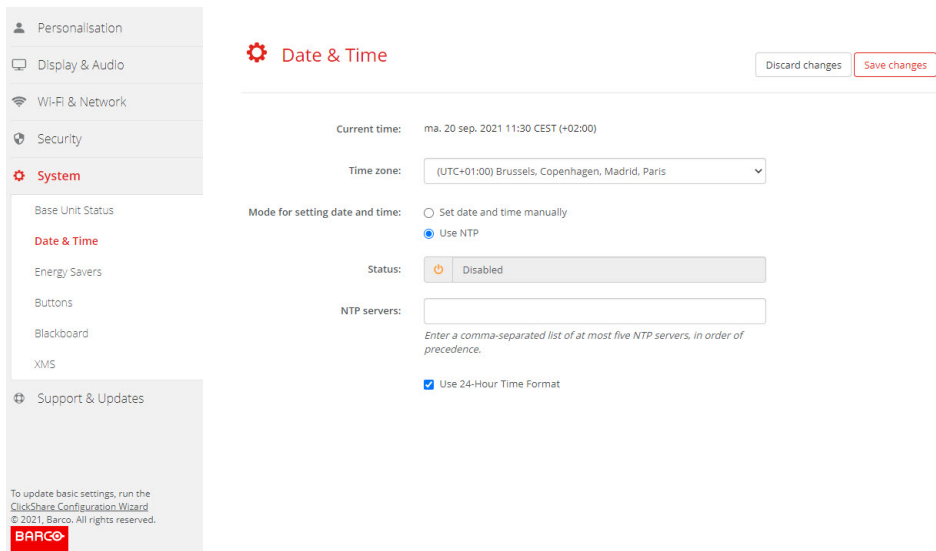 Personalisation
Display & Audio
Wi-Fi & Network
Security
System
Base Unit Status
Date & Time
Energy Savers
Buttons
Blackboard
XMS
Support & Updates
To update basic settings, run the
ClickShare Configuration Wizard
© 2021, Barco. All rights reserved.
BARCO
Date & Time
Discard changes
Save changes
Current time: ma. 20 sep. 2021 11:30 CEST (+02:00)
Time zone: (UTC+01:00) Brussels, Copenhagen, Madrid, Paris
Mode for setting date and time: Set date and time manually
Use NTP
Status: Disabled
NTP servers:
Enter a comma-separated list of at most five NTP servers, in order of
precedence.
Use 24-Hour Time Format